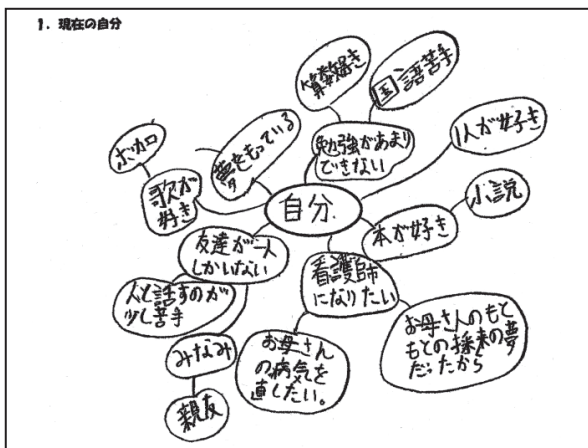 1. 現在の自分
算数好き
国語苦手
勉強があまり
できない
1人が好き
夢をもっている
ボカロ
歌が
好き
自分
本が好き
小説
友達が一人
しかいない
人と話すのが
少し苦手
みなみ
親友
看護師
になりたい
お母さん
の病気を
直したい。
お母さんのもと
もとの将来の夢
だったから